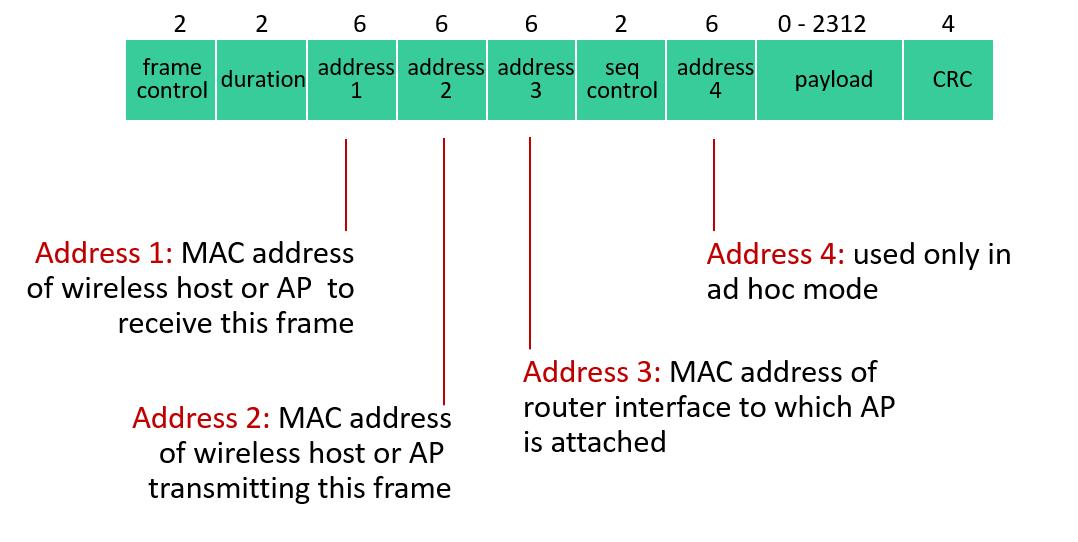 2 2 6 6 6 2 6 0 - 2312 4
frame control duration address 1 address 2 address 3 seq control address 4 payload CRC
Address 1: MAC address
of wireless host or AP to
receive this frame
Address 2: MAC address
of wireless host or AP
transmitting this frame
Address 3: MAC address of
router interface to which AP
is attached
Address 4: used only in
ad hoc mode